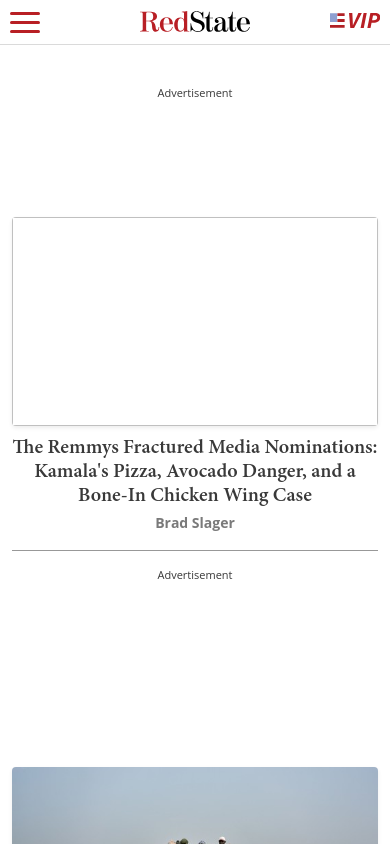 RedState
VIP
Advertisement
The Remmys Fractured Media Nominations:
Kamala's Pizza, Avocado Danger, and a
Bone-In Chicken Wing Case
Brad Slager
Advertisement